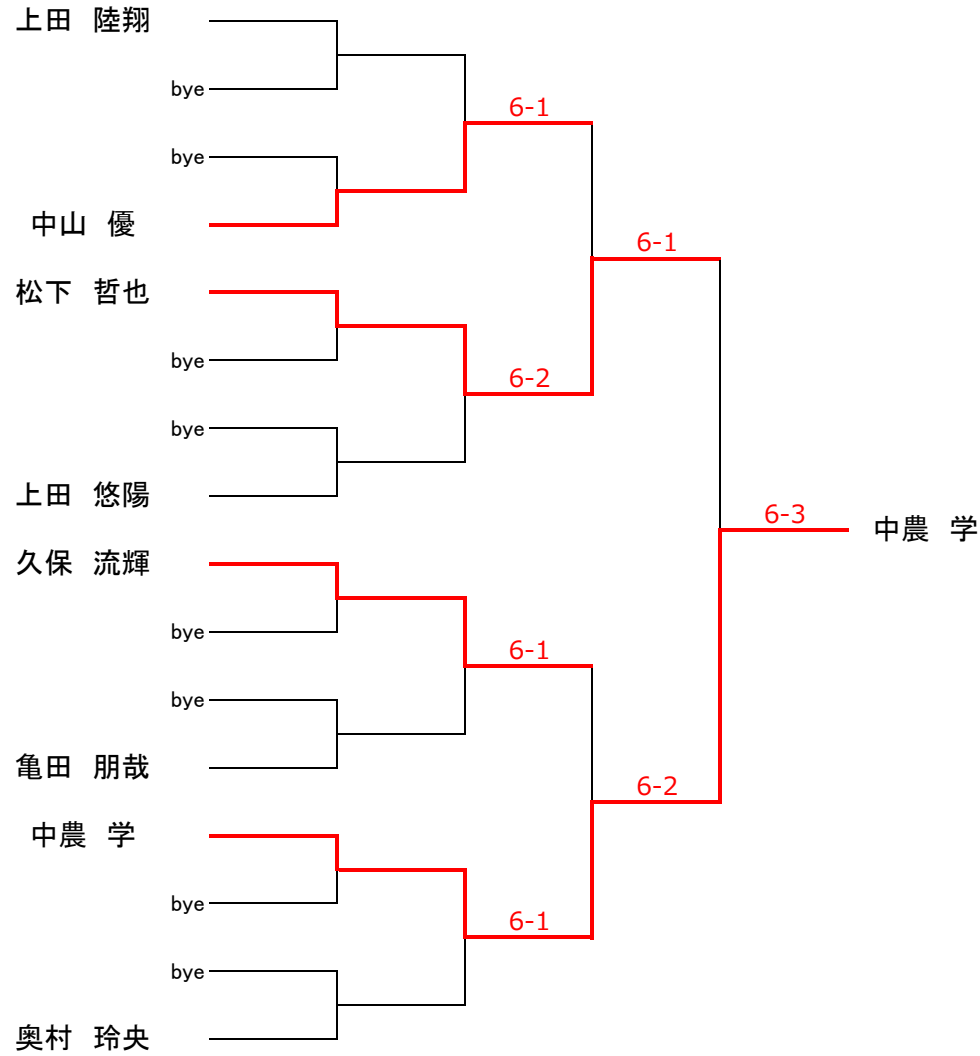 上田　陸翔
bye
6-1
bye
中山　優
6-1
松下　哲也
bye
6-2
bye
上田　悠陽
6-3
中農　学
久保　流輝
bye
6-1
bye
亀田　朋哉
6-2
中農　学
bye
6-1
bye
奥村　玲央